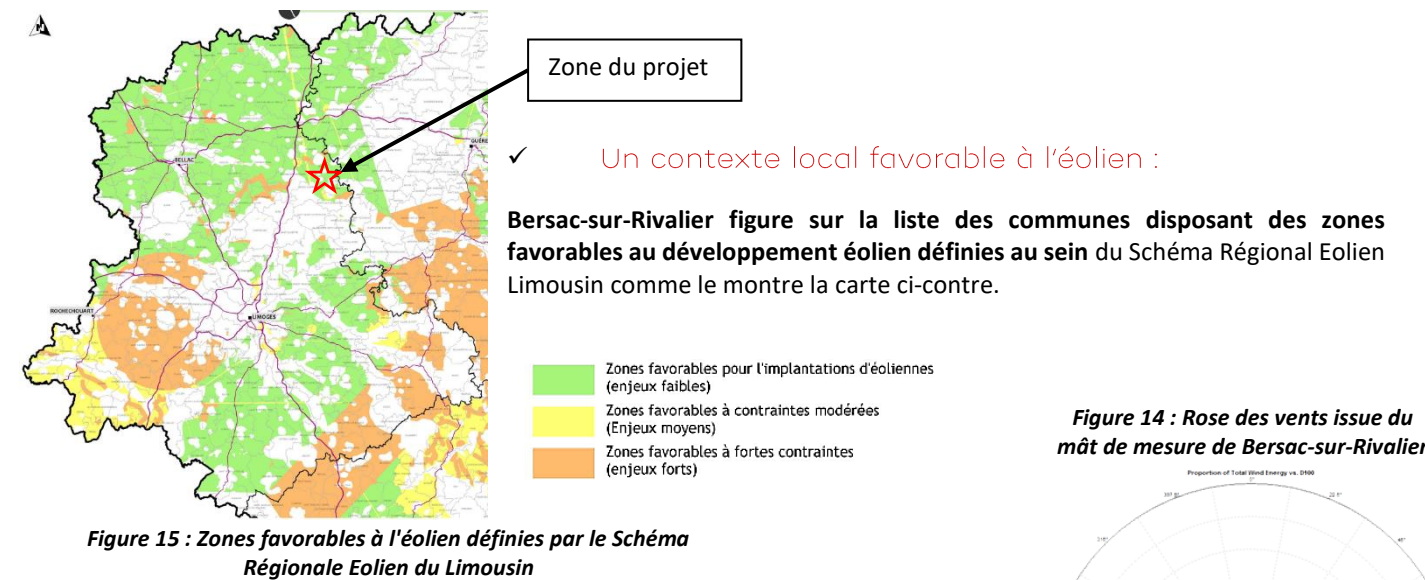 Zone du projet
✓ Un contexte local favorable à l'éolien :
Bersac-sur-Rivalier figure sur la liste des communes disposant des zones
favorables au développement éolien définies au sein du Schéma Régional Eolien
Limousin comme le montre la carte ci-contre.
BELLAC
GUÉRE
ROCHECHOUART
LIMOGES
Zones favorables pour l'implantations d'éoliennes
(enjeux faibles)
Zones favorables à contraintes modérées
(Enjeux moyens)
Zones favorables à fortes contraintes
(enjeux forts)
Figure 15 : Zones favorables à l'éolien définies par le Schéma
Régionale Eolien du Limousin
Figure 14 : Rose des vents issue du
mât de mesure de Bersac-sur-Rivalier
Proportion of Total Wind Energy vs. D100
0°